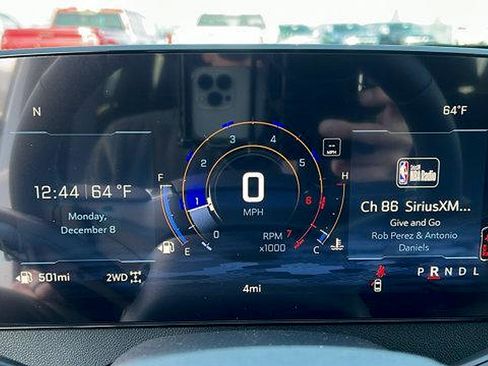 N
64°F
12:44 64°F
Monday,
December 8
501mi
2WD
F
E
0
1
2
3
4
5
6
7
0
MPH
RPM
x1000
--
MPH
H
C
4mi
NBA Radio
Ch 86 SiriusXM...
Give and Go
Rob Perez & Antonio
Daniels
P R N D L